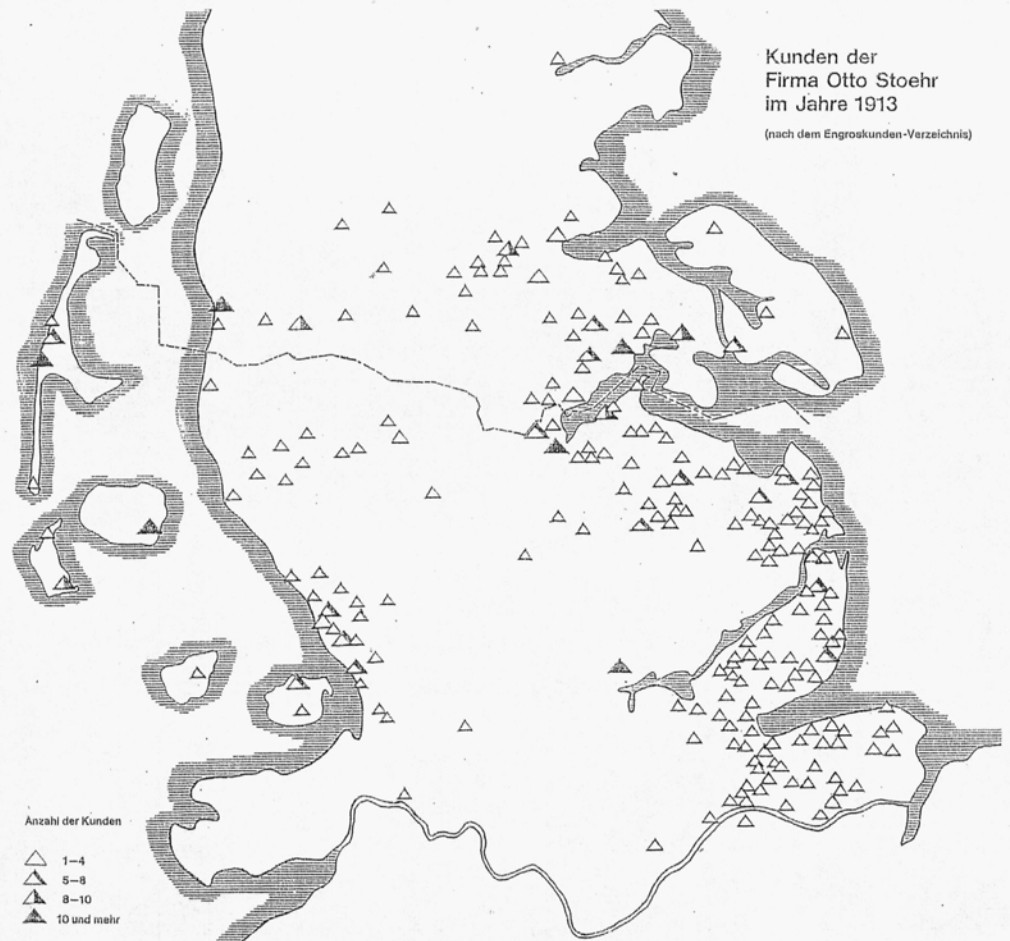 Kunden der
Firma Otto Stoehr
im Jahre 1913
(nach dem Engroskunden-Verzeichnis)
Anzahl der Kunden
1–4
5–8
8–10
10 und mehr